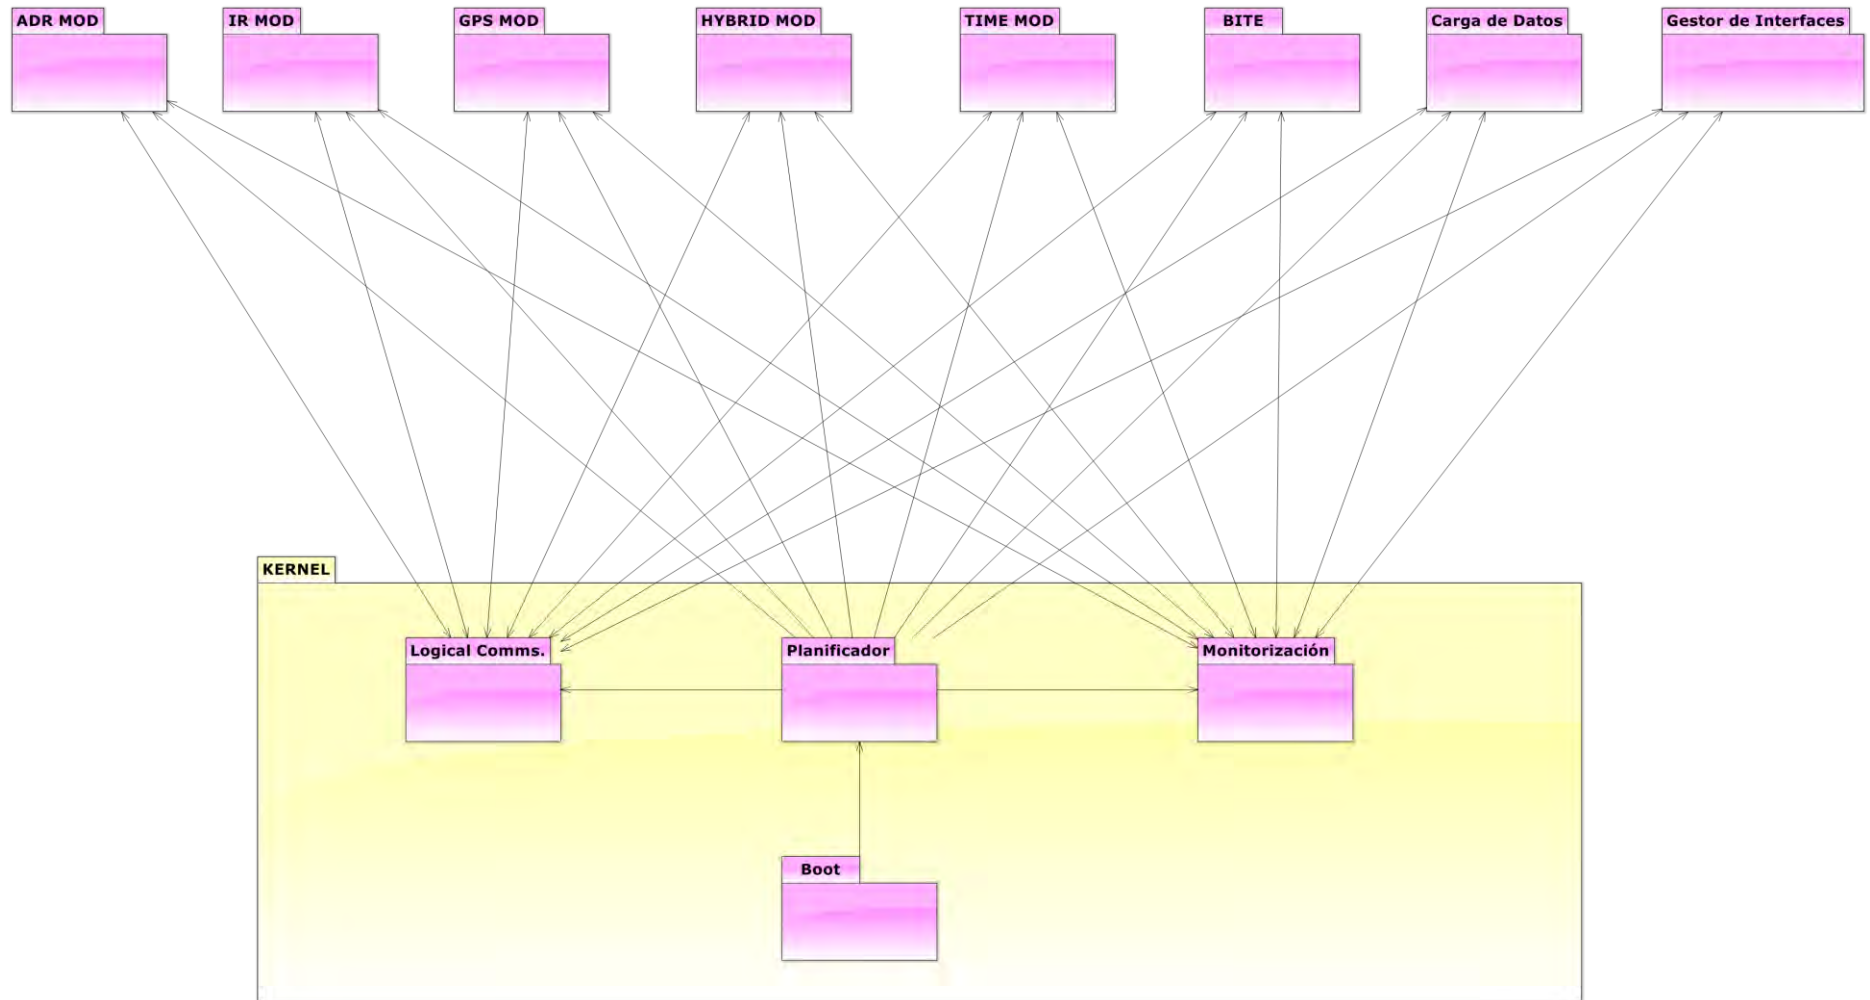 ADR MOD
IR MOD
GPS MOD
HYBRID MOD
TIME MOD
BITE
Carga de Datos
Gestor de Interfaces
KERNEL
Logical Comms.
Planificador
Monitorización
Boot